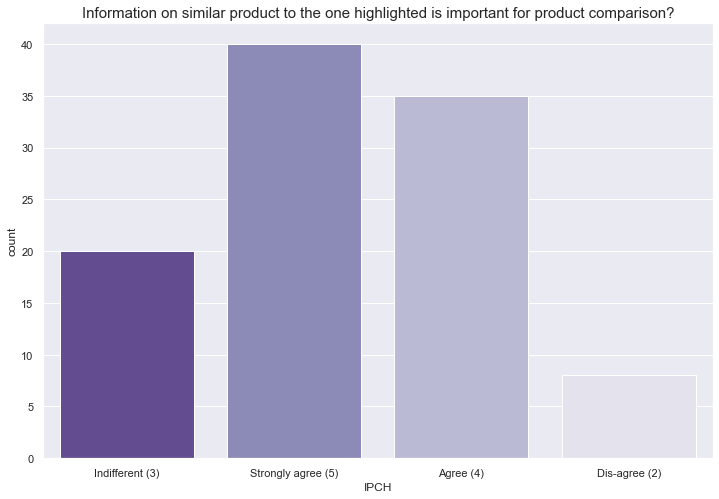 Information on similar product to the one highlighted is important for product comparison?
40
35
30
25
20
15
10
5
0
count
Indifferent (3)
Strongly agree (5)
Agree (4)
Dis-agree (2)
IPCH